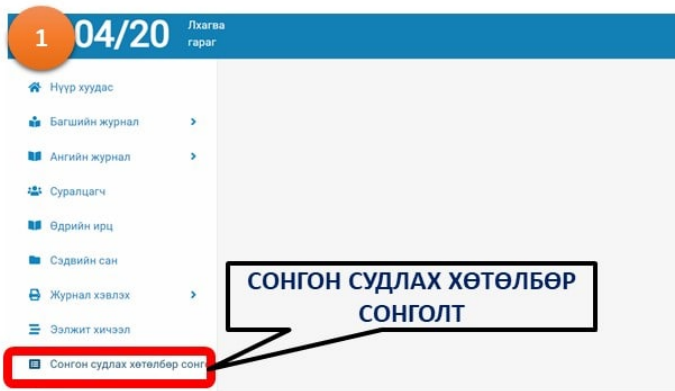 1
04/20
Лхагва
гараг
Нүүр хуудас
Багшийн журнал
Ангийн журнал
Суралцагч
Өдрийн ирц
Сэдвийн сан
Журнал хэвлэх
Ээлжит хичээл
Сонгон судлах хөтөлбөр сонг
СОНГОН СУДЛАХ ХӨТӨЛБӨР
СОНГОЛТ